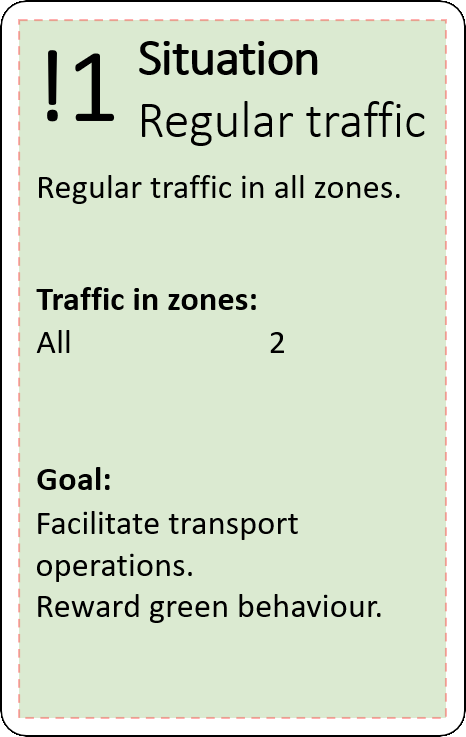 !1
Situation
Regular traffic
Regular traffic in all zones.
Traffic in zones:
All 2
Goal:
Facilitate transport
operations.
Reward green behaviour.